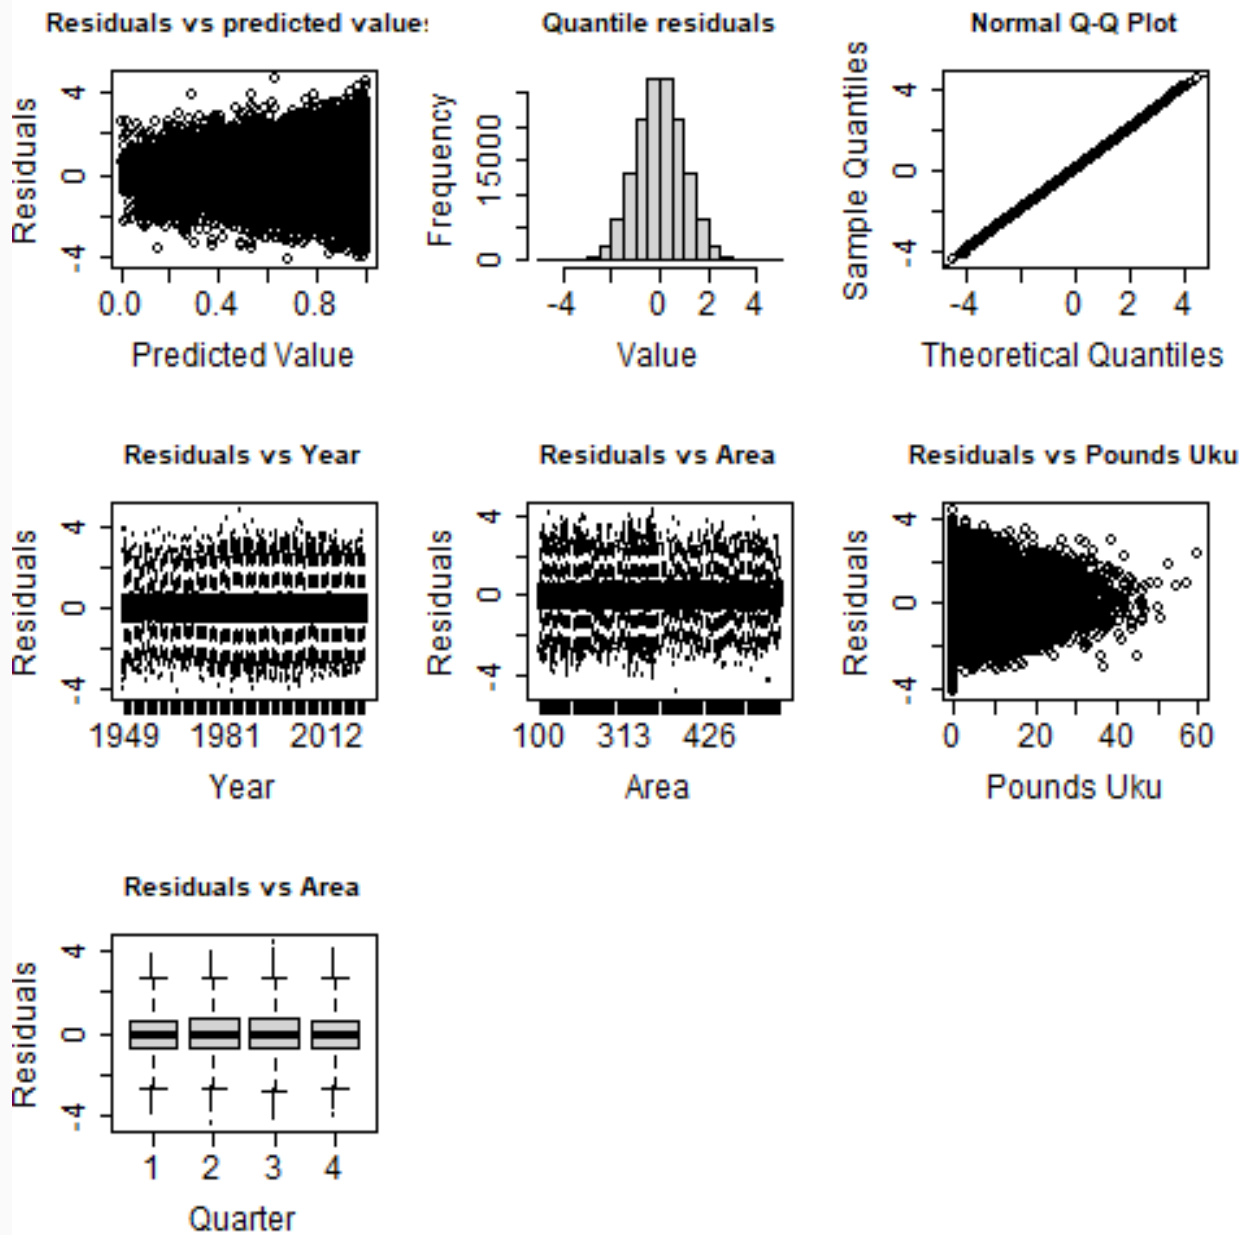 Residuals vs predicted values
Residuals
4
0
-4
0.0 0.4 0.8
Predicted Value
Quantile residuals
Frequency
15000
0
-4 0 2 4
Value
Normal Q-Q Plot
Sample Quantiles
4
0
-4
-4 0 2 4
Theoretical Quantiles
Residuals vs Year
Residuals
4
0
-4
1949 1981 2012
Year
Residuals vs Area
Residuals
4
0
-4
100 313 426
Area
Residuals vs Pounds Uku
Residuals
4
0
-4
0 20 40 60
Pounds Uku
Residuals vs Area
Residuals
4
0
-4
1 2 3 4
Quarter